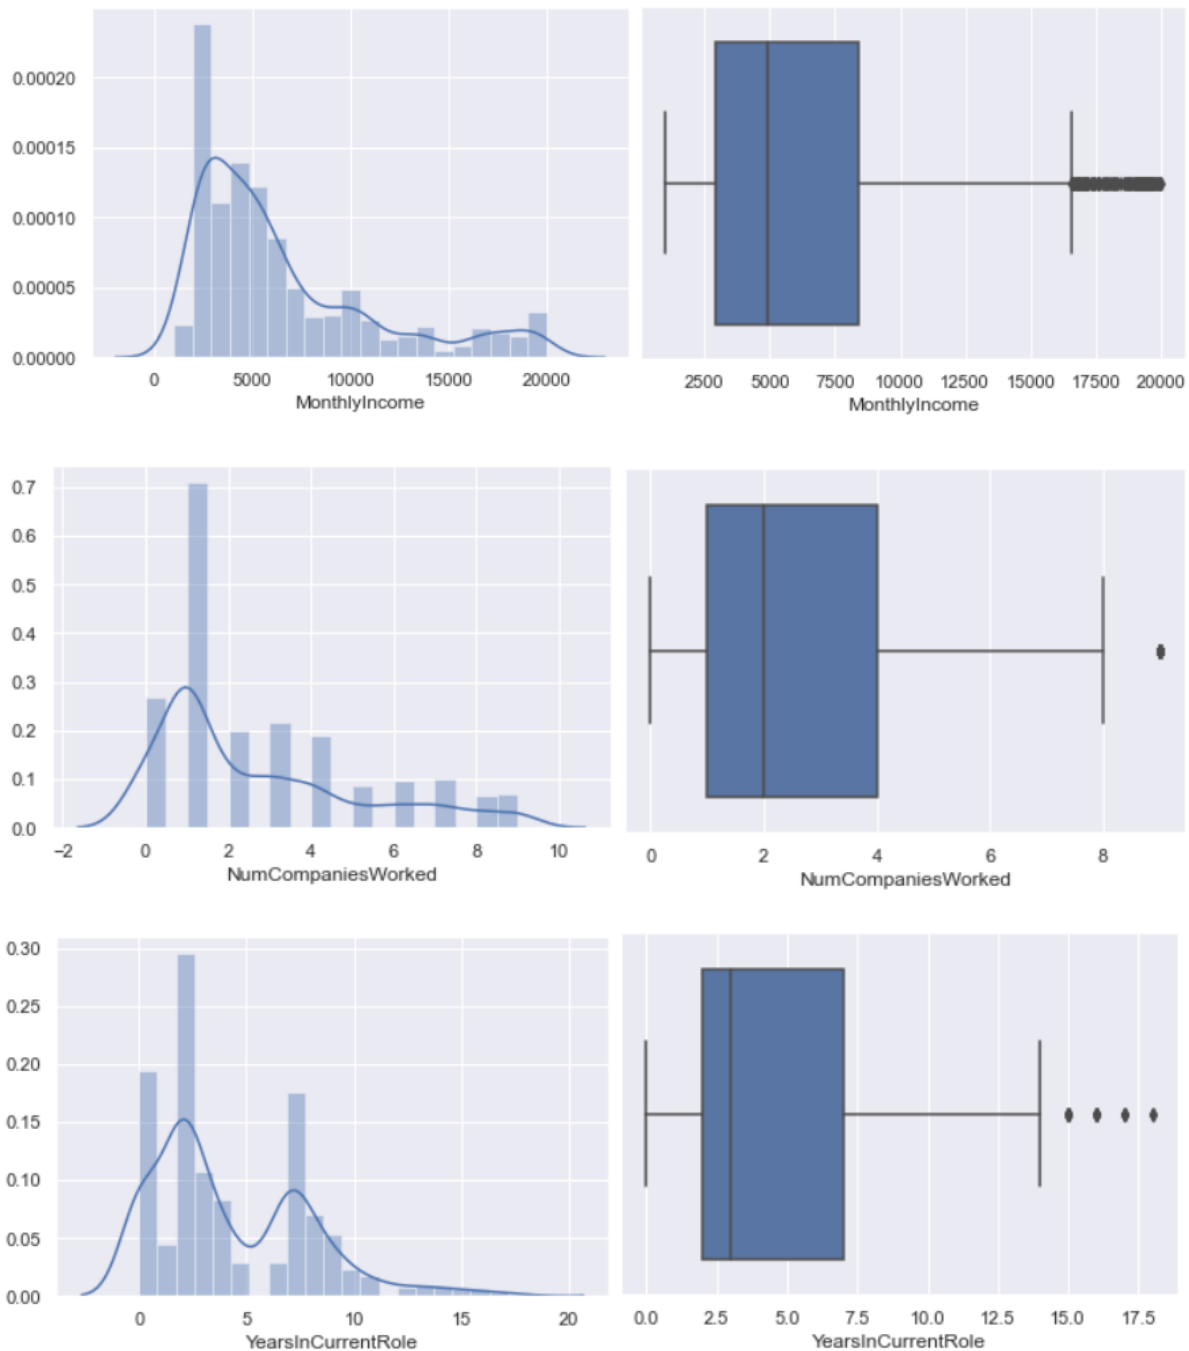 0.00020
0.00015
0.00010
0.00005
0.00000
0 5000 10000 15000 20000
MonthlyIncome
2500 5000 7500 10000 12500 15000 17500 20000
MonthlyIncome
0.7
0.6
0.5
0.4
0.3
0.2
0.1
0.0
−2 0 2 4 6 8 10
NumCompaniesWorked
0 2 4 6 8
NumCompaniesWorked
0.30
0.25
0.20
0.15
0.10
0.05
0.00
0 5 10 15 20
YearsInCurrentRole
0.0 2.5 5.0 7.5 10.0 12.5 15.0 17.5
YearsInCurrentRole